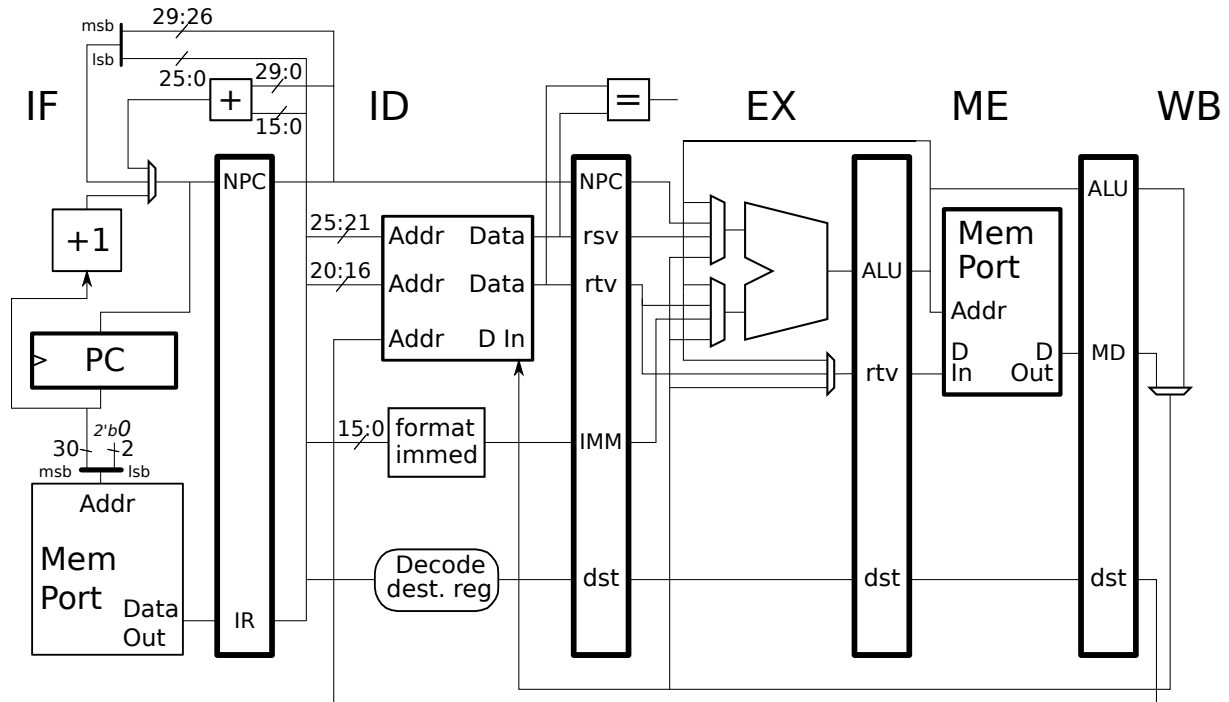 29:26
msb
lsb
25:0
29:0
15:0
+
=
IF
ID
EX
ME
WB
NPC
NPC
ALU
+1
25:21
Addr
Data
rsv
20:16
Addr
Data
rtv
Addr
D In
ALU
Mem
Port
Addr
D
In
D
Out
MD
PC
rtv
2'b0
30
2
msb
lsb
15:0
format
immed
IMM
Addr
Mem
Port
Data
Out
IR
Decode
dest. reg
dst
dst
dst